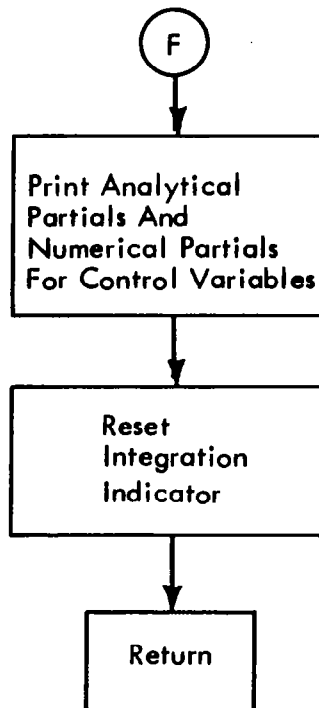 F
Print Analytical
Partials And
Numerical Partials
For Control Variables
Reset
Integration
Indicator
Return